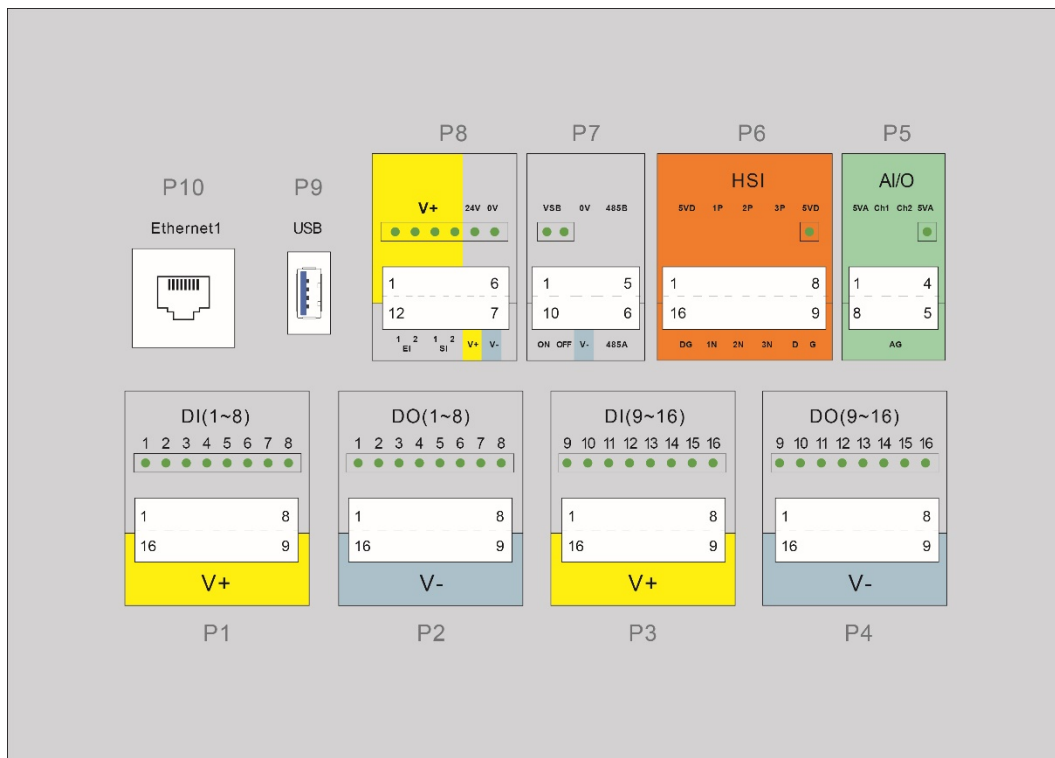 P8 P7 P6 P5
P10 P9
HSI AI/O
V+ 24V 0V VSB 0V 485B 5VD 1P 2P 3P 5VD 5VA Ch1 Ch2 5VA
Ethernet1 USB
1 6 1 5 1 8 1 4
12 7 10 6 16 9 8 5
1 2 1 2
EI SI V+ V- ON OFF V- 485A DG 1N 2N 3N D G AG
DI(1~8) DO(1~8) DI(9~16) DO(9~16)
1 2 3 4 5 6 7 8 1 2 3 4 5 6 7 8 9 10 11 12 13 14 15 16 9 10 11 12 13 14 15 16
1 8 1 8 1 8 1 8
16 9 16 9 16 9 16 9
V+ V- V+ V-
P1 P2 P3 P4